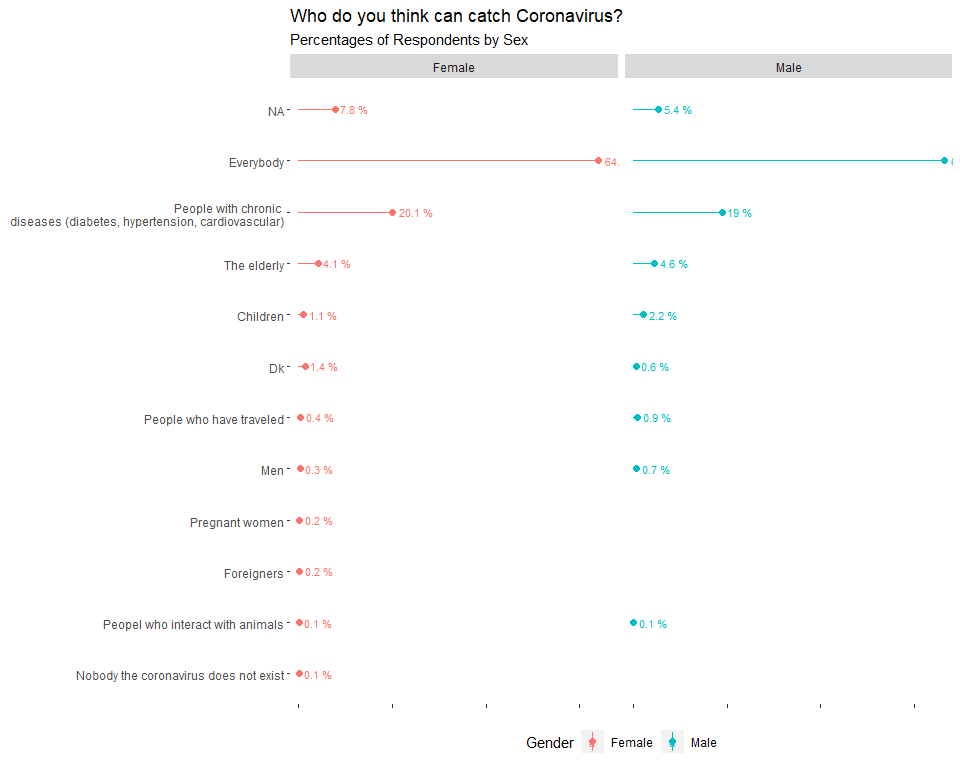 Who do you think can catch Coronavirus?
Percentages of Respondents by Sex
Female Male
NA 7.8 % 5.4 %
Everybody 64.
People with chronic
diseases (diabetes, hypertension, cardiovascular) 20.1 % 19 %
The elderly 4.1 % 4.6 %
Children 1.1 % 2.2 %
Dk 1.4 % 0.6 %
People who have traveled 0.4 % 0.9 %
Men 0.3 % 0.7 %
Pregnant women 0.2 %
Foreigners 0.2 %
Peopel who interact with animals 0.1 % 0.1 %
Nobody the coronavirus does not exist 0.1 %
Gender Female Male